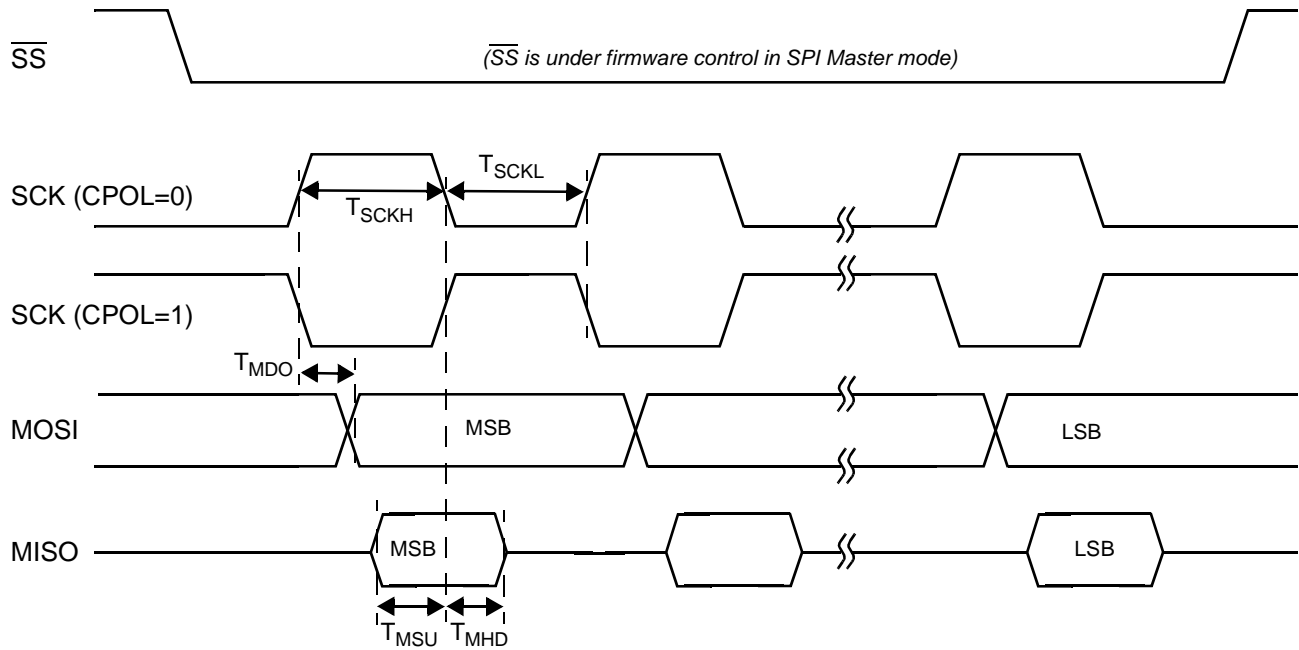 SS
(SS is under firmware control in SPI Master mode)
SCK (CPOL=0)
TSCKH
TSCKL
SCK (CPOL=1)
TMDO
MOSI
MSB
LSB
MISO
MSB
LSB
TMSU
TMHD